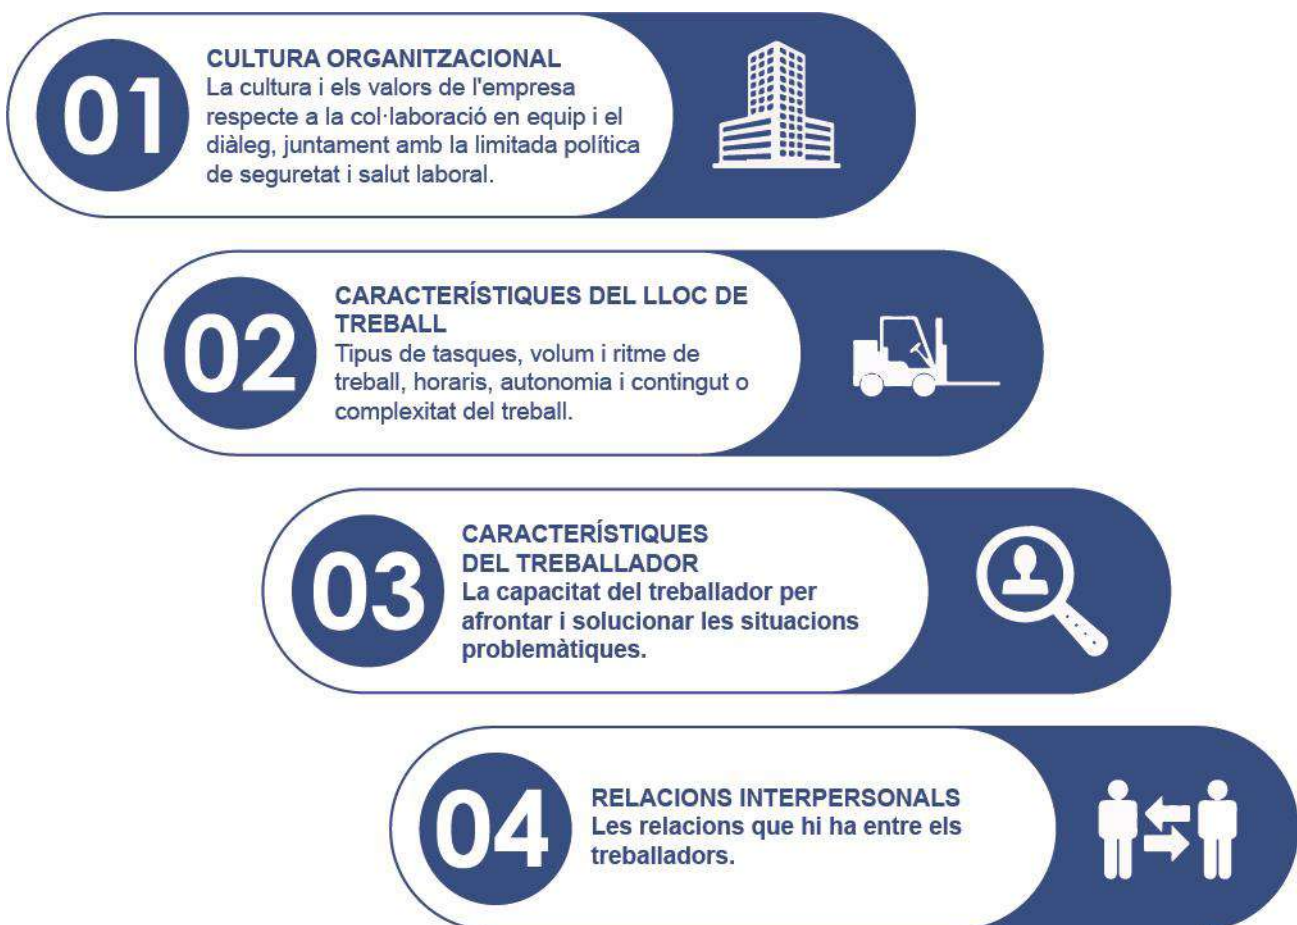 01
CULTURA ORGANITZACIONAL
La cultura i els valors de l'empresa
respecte a la col·laboració en equip i el
diàleg, juntament amb la limitada política
de seguretat i salut laboral.
02
CARACTERÍSTIQUES DEL LLOC DE
TREBALL
Tipus de tasques, volum i ritme de
treball, horaris, autonomia i contingut o
complexitat del treball.
03
CARACTERÍSTIQUES
DEL TREBALLADOR
La capacitat del treballador per
afrontar i solucionar les situacions
problemàtiques.
04
RELACIONS INTERPERSONALS
Les relacions que hi ha entre els
treballadors.